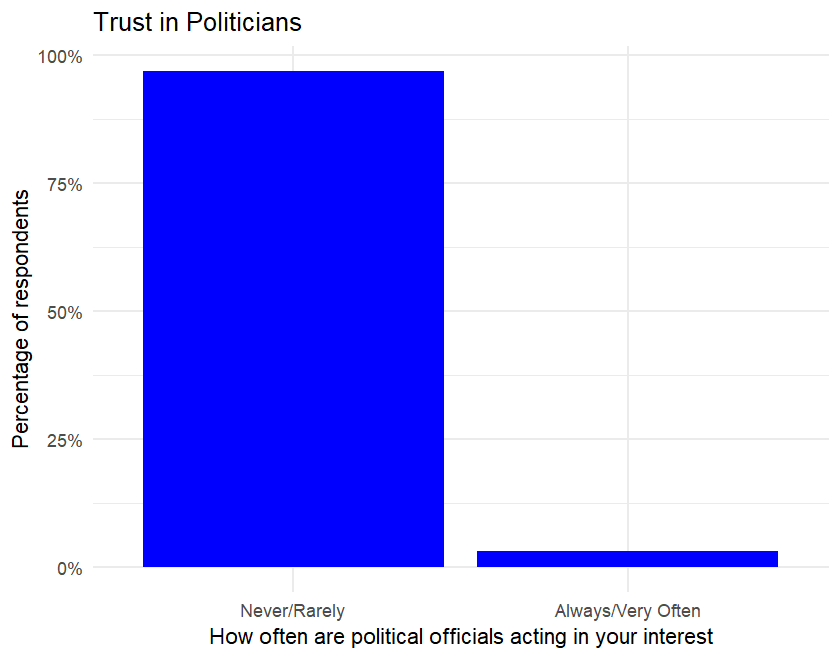 Trust in Politicians
100%
75%
50%
25%
0%
Percentage of respondents
Never/Rarely
Always/Very Often
How often are political officials acting in your interest